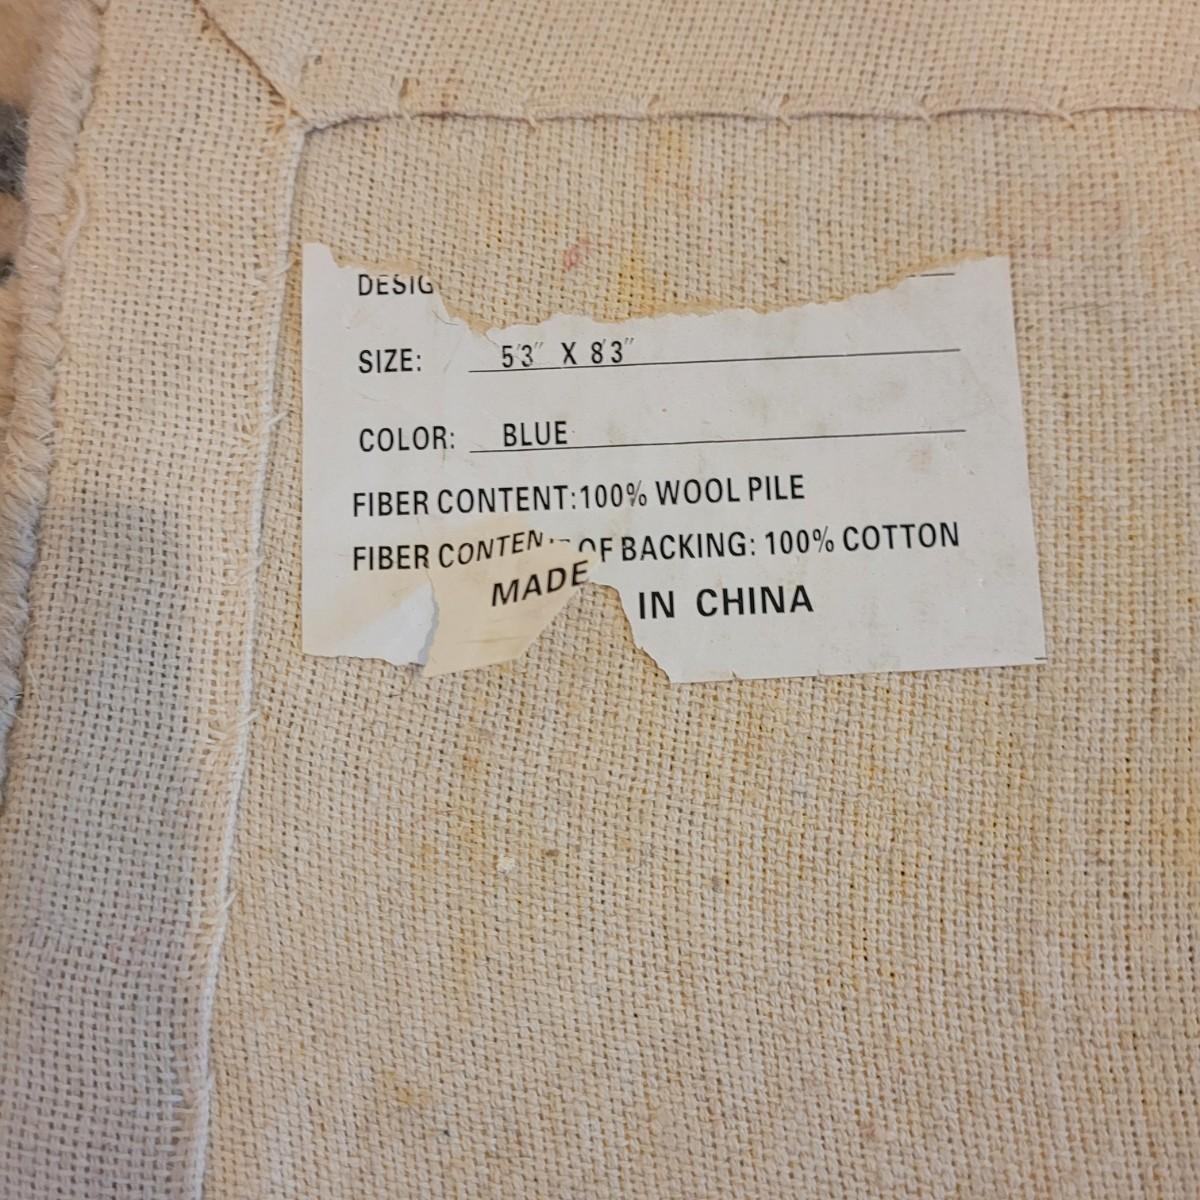 DESIG
SIZE: 5'3" X 8'3"
COLOR: BLUE
FIBER CONTENT:100% WOOL PILE
FIBER CONTEN OF BACKING: 100% COTTON
MADE IN CHINA